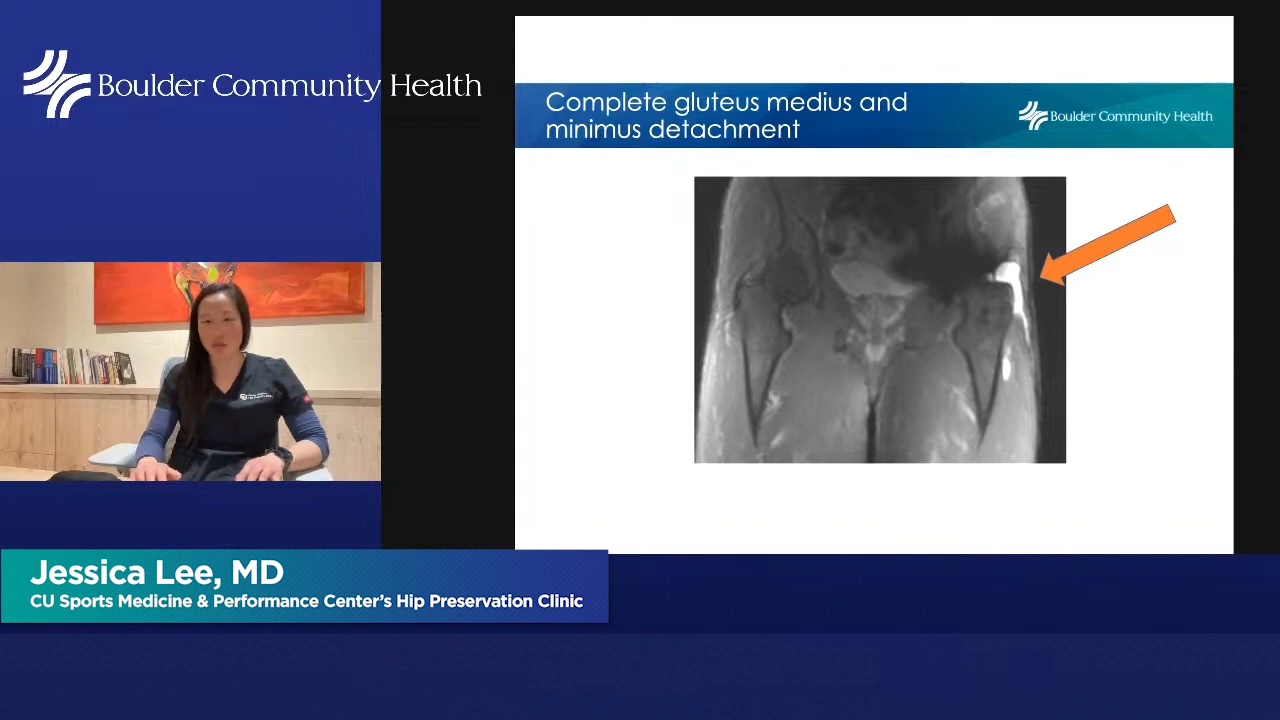 Boulder Community Health
Complete gluteus medius and
minimus detachment
Boulder Community Health
Jessica Lee, MD
CU Sports Medicine & Performance Center's Hip Preservation Clinic